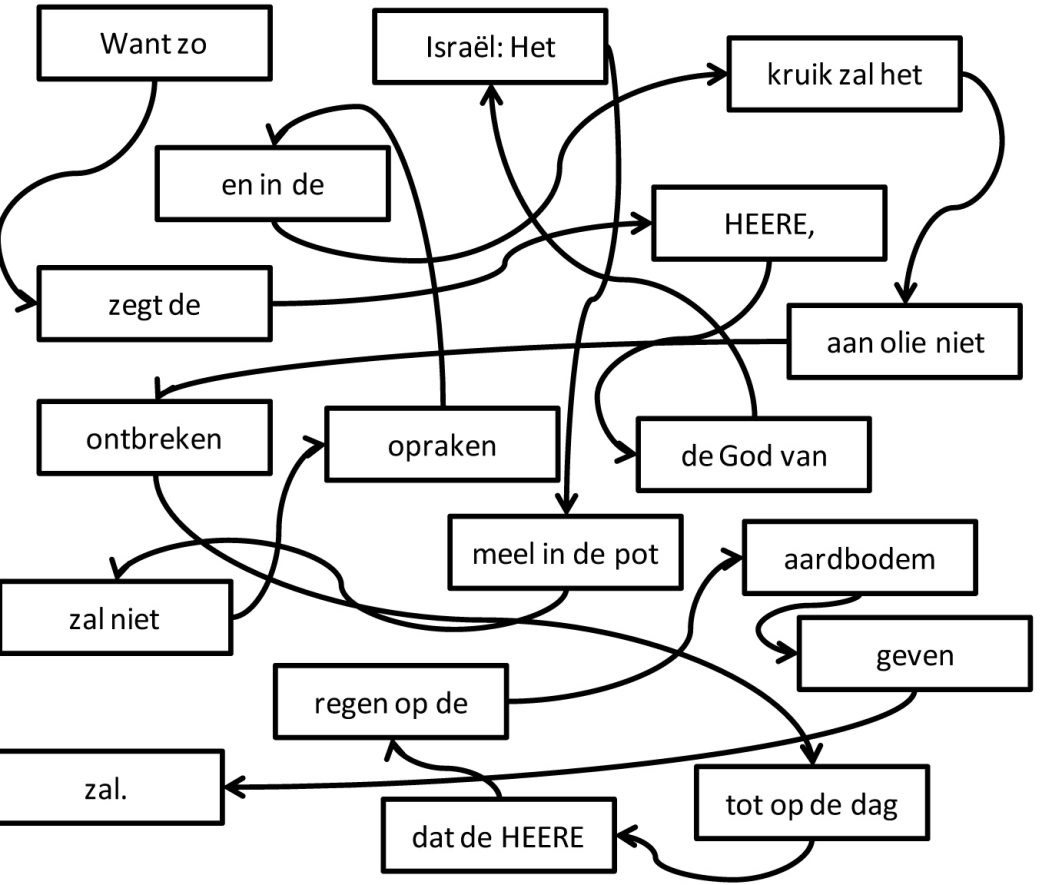 Want zo
Israël: Het
kruik zal het
en in de
HEERE,
zegt de
aan olie niet
ontbreken
opraken
de God van
meel in de pot
aardbodem
zal niet
geven
regen op de
zal.
tot op de dag
dat de HEERE